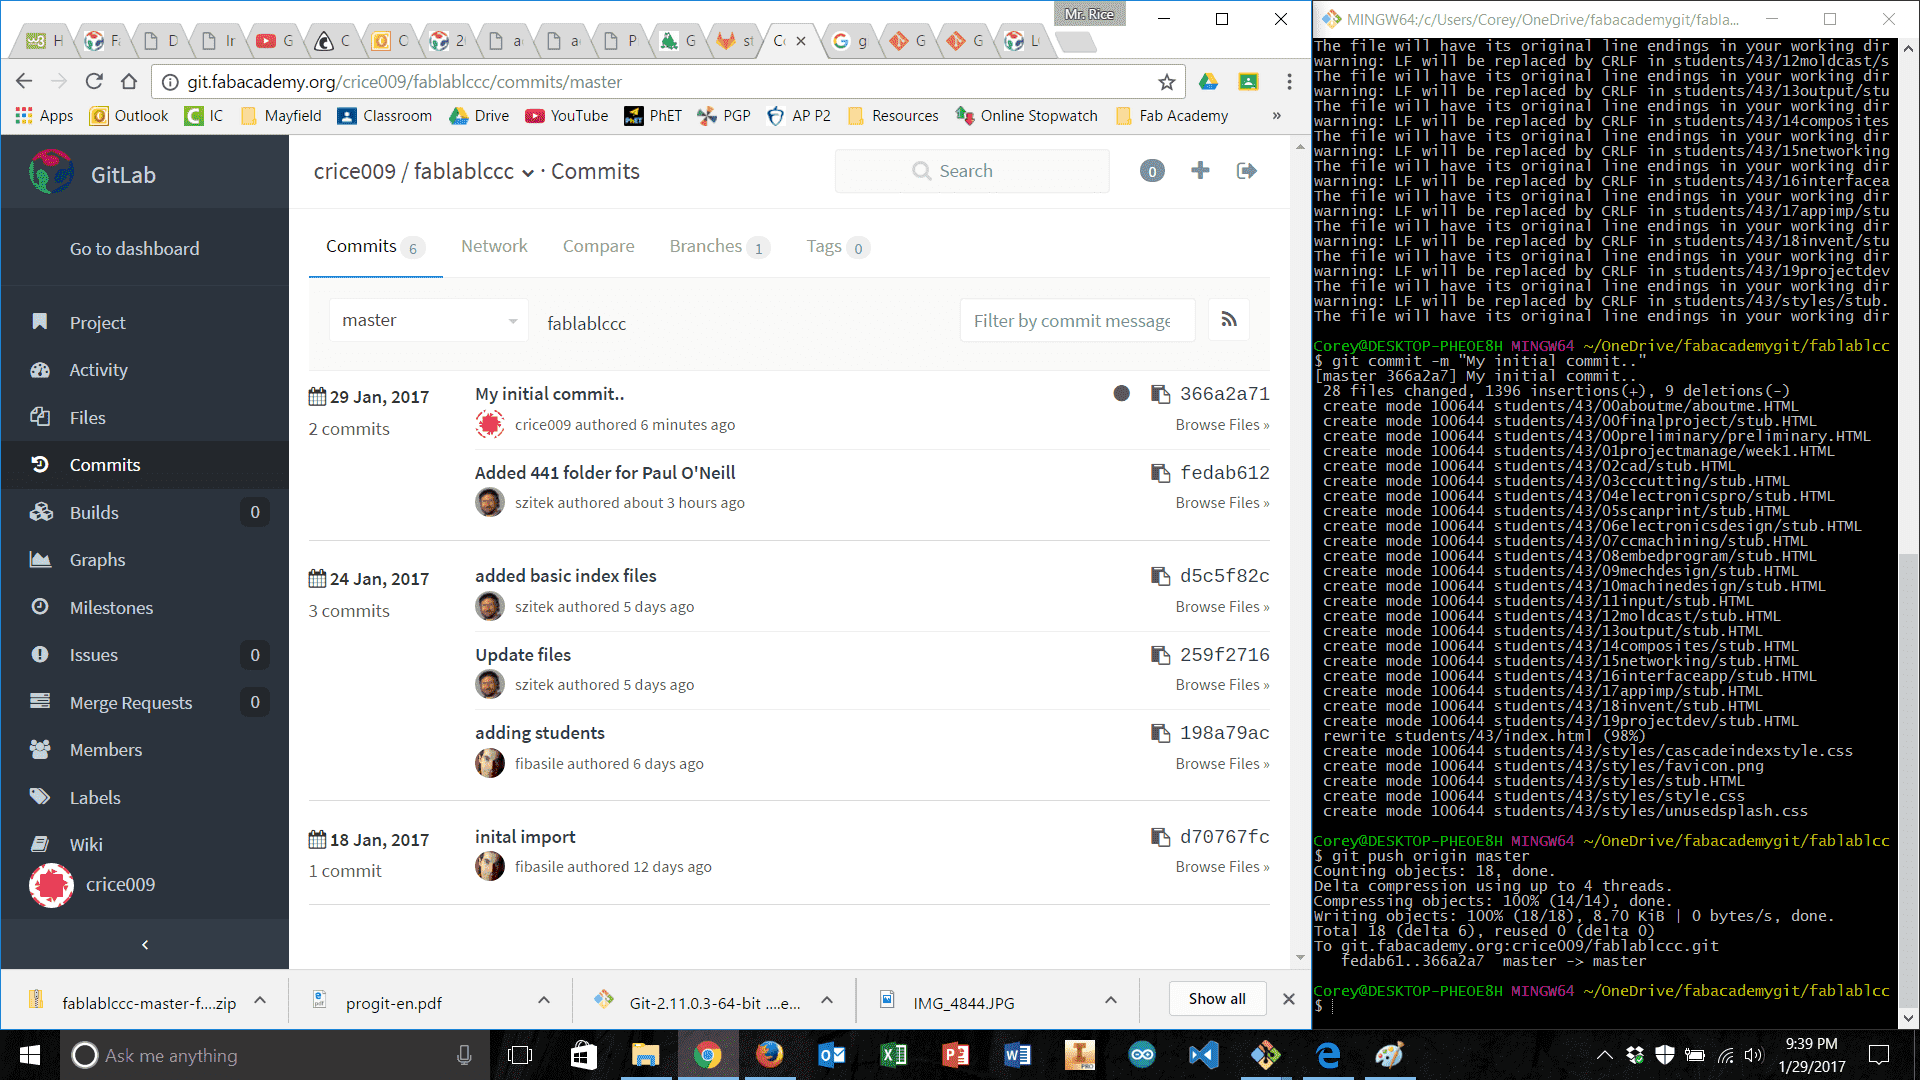 Mr. Rice
git.fabacademy.org/crice009/fablablccc/commits/master
Apps Outlook IC Mayfield Classroom Drive YouTube PhET PGP AP P2 Resources Online Stopwatch Fab Academy »
GitLab
Go to dashboard
Project
Activity
Files
Commits
Builds 0
Graphs
Milestones
Issues 0
Merge Requests 0
Members
Labels
Wiki
crice009
crice009 / fablablccc · Commits
Search
0
Commits 6 Network Compare Branches 1 Tags 0
master fablablccc Filter by commit message
29 Jan, 2017
2 commits
My initial commit.. 366a2a71
crice009 authored 6 minutes ago Browse Files »
Added 441 folder for Paul O'Neill fedab612
szitek authored about 3 hours ago Browse Files »
24 Jan, 2017
3 commits
added basic index files d5c5f82c
szitek authored 5 days ago Browse Files »
Update files 259f2716
szitek authored 5 days ago Browse Files »
adding students 198a79ac
fibasile authored 6 days ago Browse Files »
18 Jan, 2017
1 commit
inital import d70767fc
fibasile authored 12 days ago Browse Files »
fablablccc-master-f....zip progit-en.pdf Git-2.11.0.3-64-bit ....e... IMG_4844.JPG Show all
MINGW64:/c/Users/Corey/OneDrive/fabacademygit/fabla...
The file will have its original line endings in your working dir
warning: LF will be replaced by CRLF in students/43/12moldcast/s
The file will have its original line endings in your working dir
warning: LF will be replaced by CRLF in students/43/13output/stu
The file will have its original line endings in your working dir
warning: LF will be replaced by CRLF in students/43/14composites
The file will have its original line endings in your working dir
warning: LF will be replaced by CRLF in students/43/15networking
The file will have its original line endings in your working dir
warning: LF will be replaced by CRLF in students/43/16interfacea
The file will have its original line endings in your working dir
warning: LF will be replaced by CRLF in students/43/17appimp/stu
The file will have its original line endings in your working dir
warning: LF will be replaced by CRLF in students/43/18invent/stu
The file will have its original line endings in your working dir
warning: LF will be replaced by CRLF in students/43/19projectdev
The file will have its original line endings in your working dir
warning: LF will be replaced by CRLF in students/43/styles/stub.
The file will have its original line endings in your working dir
Corey@DESKTOP-PHEOE8H MINGW64 ~/OneDrive/fabacademygit/fablablcc
$ git commit -m "My initial commit.."
[master 366a2a7] My initial commit..
28 files changed, 1396 insertions(+), 9 deletions(-)
create mode 100644 students/43/00aboutme/aboutme.HTML
create mode 100644 students/43/00finalproject/stub.HTML
create mode 100644 students/43/00preliminary/preliminary.HTML
create mode 100644 students/43/01projectmanage/week1.HTML
create mode 100644 students/43/02cad/stub.HTML
create mode 100644 students/43/03cccutting/stub.HTML
create mode 100644 students/43/04electronicspro/stub.HTML
create mode 100644 students/43/05scanprint/stub.HTML
create mode 100644 students/43/06electronicsdesign/stub.HTML
create mode 100644 students/43/07ccmachining/stub.HTML
create mode 100644 students/43/08embedprogram/stub.HTML
create mode 100644 students/43/09mechdesign/stub.HTML
create mode 100644 students/43/10machinedesign/stub.HTML
create mode 100644 students/43/11input/stub.HTML
create mode 100644 students/43/12moldcast/stub.HTML
create mode 100644 students/43/13output/stub.HTML
create mode 100644 students/43/14composites/stub.HTML
create mode 100644 students/43/15networking/stub.HTML
create mode 100644 students/43/16interfaceapp/stub.HTML
create mode 100644 students/43/17appimp/stub.HTML
create mode 100644 students/43/18invent/stub.HTML
create mode 100644 students/43/19projectdev/stub.HTML
rewrite students/43/index.html (98%)
create mode 100644 students/43/styles/cascadeindexstyle.css
create mode 100644 students/43/styles/favicon.png
create mode 100644 students/43/styles/stub.HTML
create mode 100644 students/43/styles/style.css
create mode 100644 students/43/styles/unusedsplash.css
Corey@DESKTOP-PHEOE8H MINGW64 ~/OneDrive/fabacademygit/fablablcc
$ git push origin master
Counting objects: 18, done.
Delta compression using up to 4 threads.
Compressing objects: 100% (14/14), done.
Writing objects: 100% (18/18), 8.70 KiB | 0 bytes/s, done.
Total 18 (delta 6), reused 0 (delta 0)
To git.fabacademy.org:crice009/fablablccc.git
fedab61..366a2a7 master -> master
Corey@DESKTOP-PHEOE8H MINGW64 ~/OneDrive/fabacademygit/fablablcc
$
Ask me anything
9:39 PM
1/29/2017